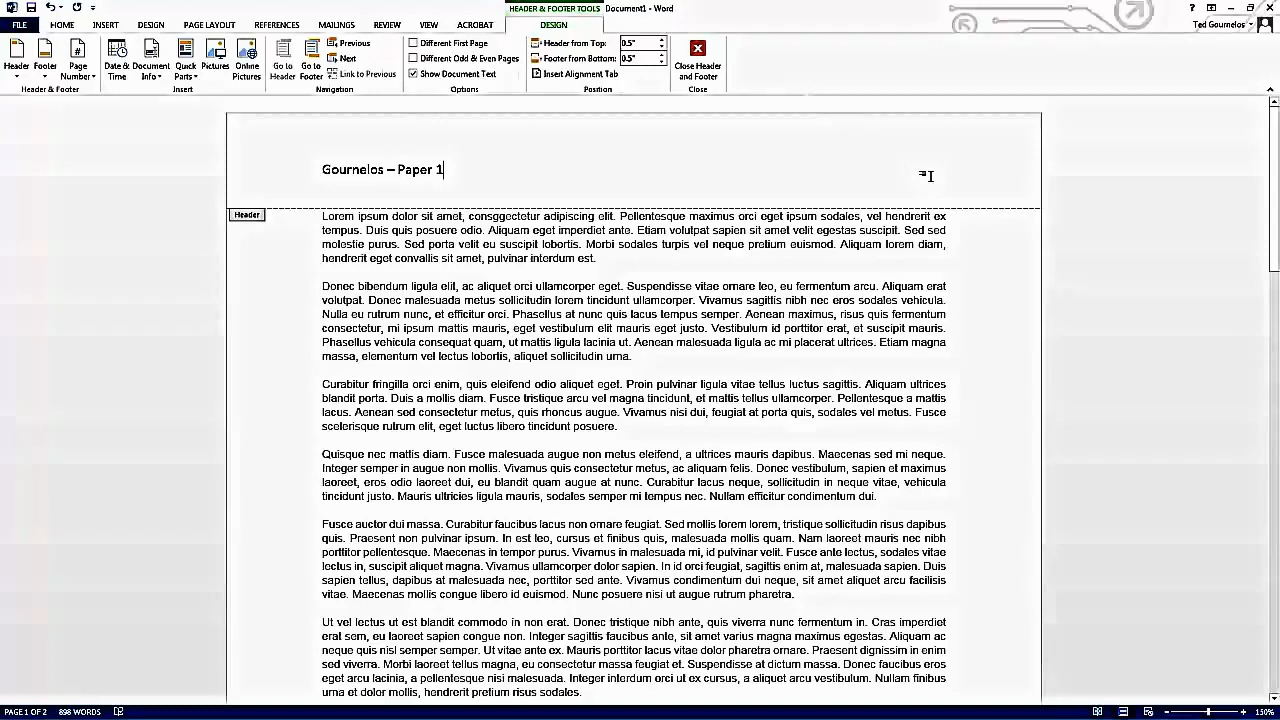 HEADER & FOOTER TOOLS Document1 - Word
FILE HOME INSERT DESIGN PAGE LAYOUT REFERENCES MAILINGS REVIEW VIEW ACROBAT DESIGN Ted Gournelos
Header Footer Page Number Date & Time Document Info Quick Parts Pictures Online Pictures Go to Header Go to Footer Previous Next Link to Previous Different First Page Different Odd & Even Pages Show Document Text Header from Top: 0.5" Footer from Bottom: 0.5" Insert Alignment Tab Close Header and Footer
Header & Footer Insert Navigation Options Position Close
Gournelos – Paper 1
Header
Lorem ipsum dolor sit amet, consggectetur adipiscing elit. Pellentesque maximus orci eget ipsum sodales, vel hendrerit ex
tempus. Duis quis posuere odio. Aliquam eget imperdiet ante. Etiam volutpat sapien sit amet velit egestas suscipit. Sed sed
molestie purus. Sed porta velit eu suscipit lobortis. Morbi sodales turpis vel neque pretium euismod. Aliquam lorem diam,
hendrerit eget convallis sit amet, pulvinar interdum est.
Donec bibendum ligula elit, ac aliquet orci ullamcorper eget. Suspendisse vitae ornare leo, eu fermentum arcu. Aliquam erat
volutpat. Donec malesuada metus sollicitudin lorem tincidunt ullamcorper. Vivamus sagittis nibh nec eros sodales vehicula.
Nulla eu rutrum nunc, et efficitur orci. Phasellus at nunc quis lacus tempus semper. Aenean maximus, risus quis fermentum
consectetur, mi ipsum mattis mauris, eget vestibulum elit mauris eget justo. Vestibulum id porttitor erat, et suscipit mauris.
Phasellus vehicula consequat quam, ut mattis ligula lacinia ut. Aenean malesuada ligula ac mi placerat ultrices. Etiam magna
massa, elementum vel lectus lobortis, aliquet sollicitudin urna.
Curabitur fringilla orci enim, quis eleifend odio aliquet eget. Proin pulvinar ligula vitae tellus luctus sagittis. Aliquam ultrices
blandit porta. Duis a mollis diam. Fusce tristique arcu vel magna tincidunt, et mattis tellus ullamcorper. Pellentesque a mattis
lacus. Aenean sed consectetur metus, quis rhoncus augue. Vivamus nisi dui, feugiat at porta quis, sodales vel metus. Fusce
scelerisque rutrum elit, eget luctus libero tincidunt posuere.
Quisque nec mattis diam. Fusce malesuada augue non metus eleifend, a ultrices mauris dapibus. Maecenas sed mi neque.
Integer semper in augue non mollis. Vivamus quis consectetur metus, ac aliquam felis. Donec vestibulum, sapien et maximus
laoreet, eros odio laoreet dui, eu blandit quam augue at nunc. Curabitur lacus neque, sollicitudin in neque vitae, vehicula
tincidunt justo. Mauris ultricies ligula mauris, sodales semper mi tempus nec. Nullam efficitur condimentum dui.
Fusce auctor dui massa. Curabitur faucibus lacus non ornare feugiat. Sed mollis lorem lorem, tristique sollicitudin risus dapibus
quis. Praesent non pulvinar ipsum. In est leo, cursus et finibus quis, malesuada mollis quam. Nam laoreet mauris nec nibh
porttitor pellentesque. Maecenas in tempor purus. Vivamus in malesuada mi, id pulvinar velit. Fusce ante lectus, sodales vitae
lectus in, suscipit aliquet magna. Vivamus ullamcorper dolor sapien. In id orci feugiat, sagittis enim at, malesuada sapien. Duis
sapien tellus, dapibus at malesuada nec, porttitor sed ante. Vivamus condimentum dui neque, sit amet aliquet arcu facilisis
vitae. Maecenas mollis congue libero id euismod. Nunc posuere nisi ut augue rutrum pharetra.
Ut vel lectus ut est blandit commodo in non erat. Donec tristique nibh ante, quis viverra nunc fermentum in. Cras imperdiet
erat sem, eu laoreet sapien congue non. Integer sagittis faucibus ante, sit amet varius magna maximus egestas. Aliquam ac
neque quis nisl semper semper. Ut vitae ante ex. Mauris porttitor lacus vitae dolor pharetra ornare. Praesent dignissim in enim
sed viverra. Morbi laoreet tellus magna, eu consectetur massa feugiat et. Suspendisse at dictum massa. Donec faucibus eros
eget arcu lacinia, a pellentesque nisi malesuada. Integer interdum orci ut ex cursus, a aliquet arcu vestibulum. Nullam finibus
urna et dolor mollis, hendrerit pretium risus sodales.
PAGE 1 OF 2 898 WORDS 150%